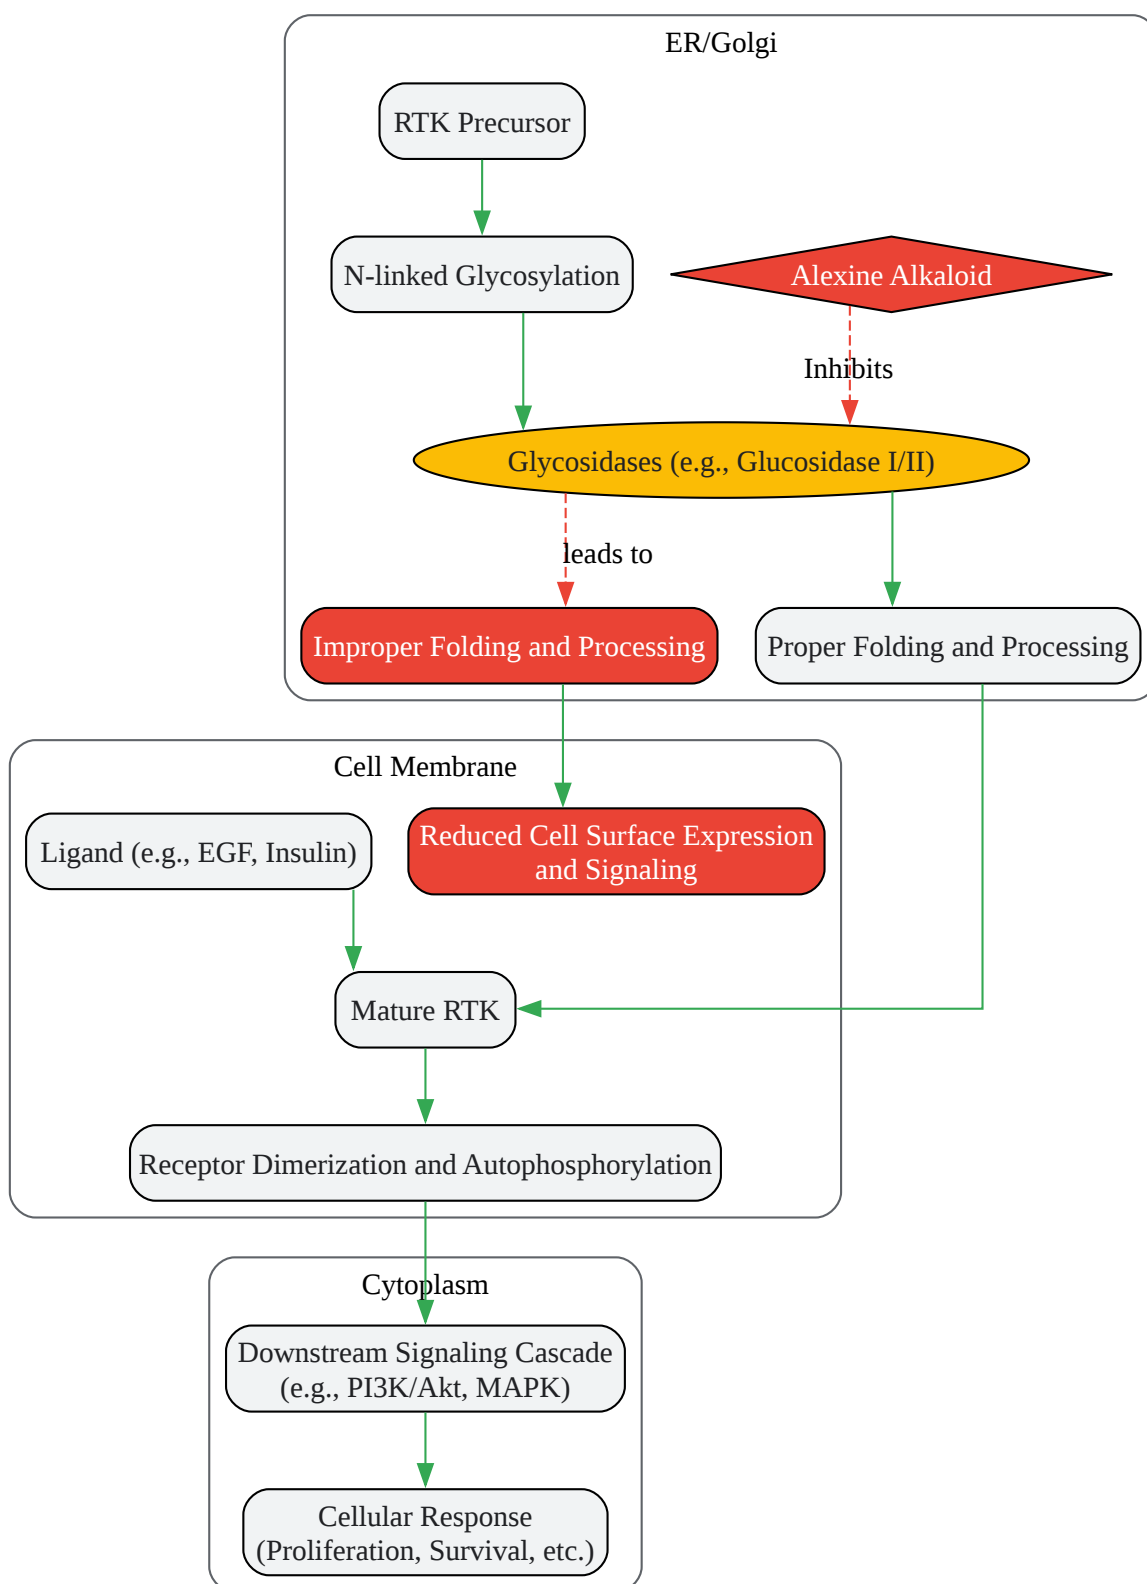 ER/Golgi
RTK Precursor
N-linked Glycosylation
Alexine Alkaloid
Inhibits
Glycosidases (e.g., Glucosidase I/II)
leads to
Improper Folding and Processing
Proper Folding and Processing
Cell Membrane
Ligand (e.g., EGF, Insulin)
Reduced Cell Surface Expression
and Signaling
Mature RTK
Receptor Dimerization and Autophosphorylation
Cytoplasm
Downstream Signaling Cascade
(e.g., PI3K/Akt, MAPK)
Cellular Response
(Proliferation, Survival, etc.)